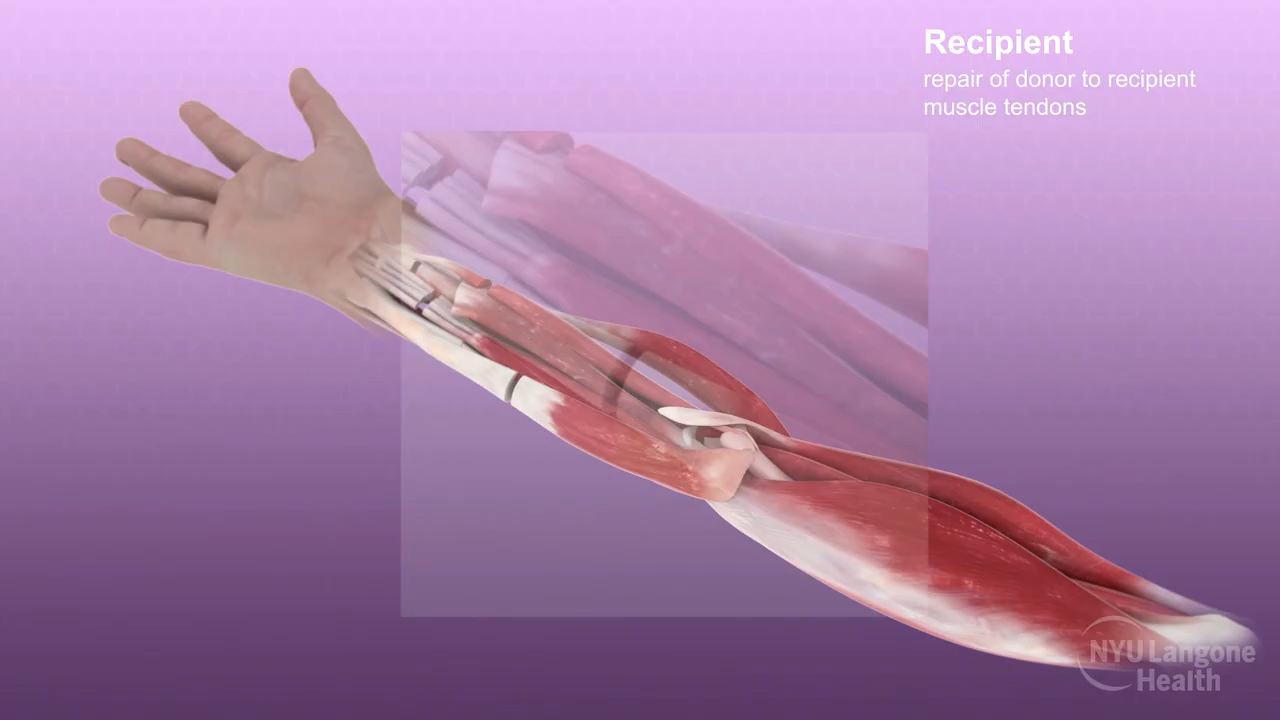 Recipient
repair of donor to recipient
muscle tendons
NYU Langone
Health